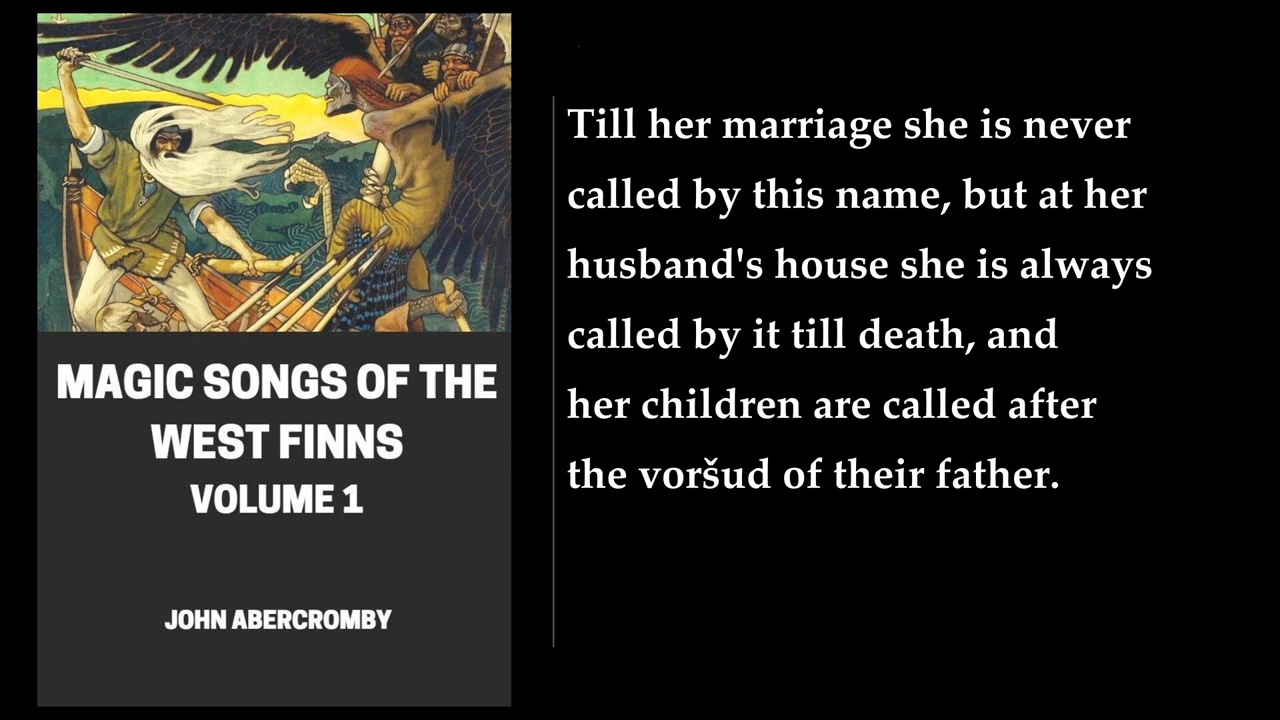 MAGIC SONGS OF THE
WEST FINNS
VOLUME 1
JOHN ABERCROMBY
Till her marriage she is never
called by this name, but at her
husband's house she is always
called by it till death, and
her children are called after
the voršud of their father.